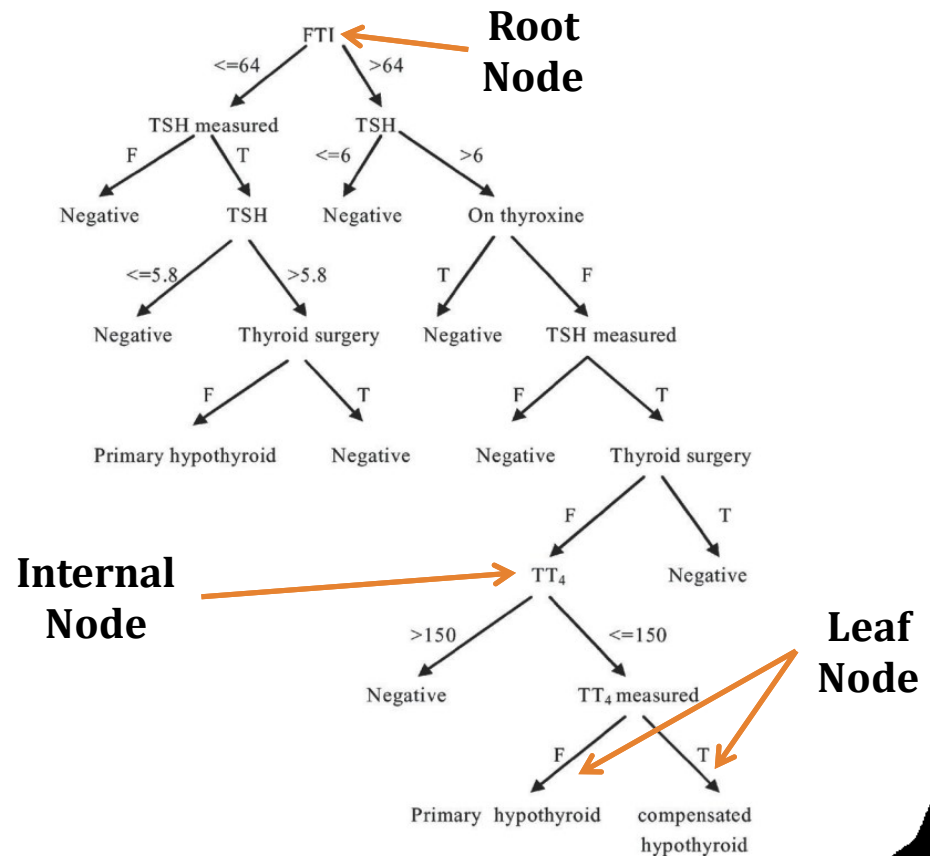 FTI
Root
Node
<=64
>64
TSH measured
TSH
F
T
<=6
>6
Negative
TSH
Negative
On thyroxine
<=5.8
>5.8
T
F
Negative
Thyroid surgery
Negative
TSH measured
F
T
F
T
Primary hypothyroid
Negative
Negative
Thyroid surgery
F
T
Internal
Node
TT₄
Negative
>150
<=150
Leaf
Node
Negative
TT₄ measured
F
T
Primary hypothyroid
compensated
hypothyroid